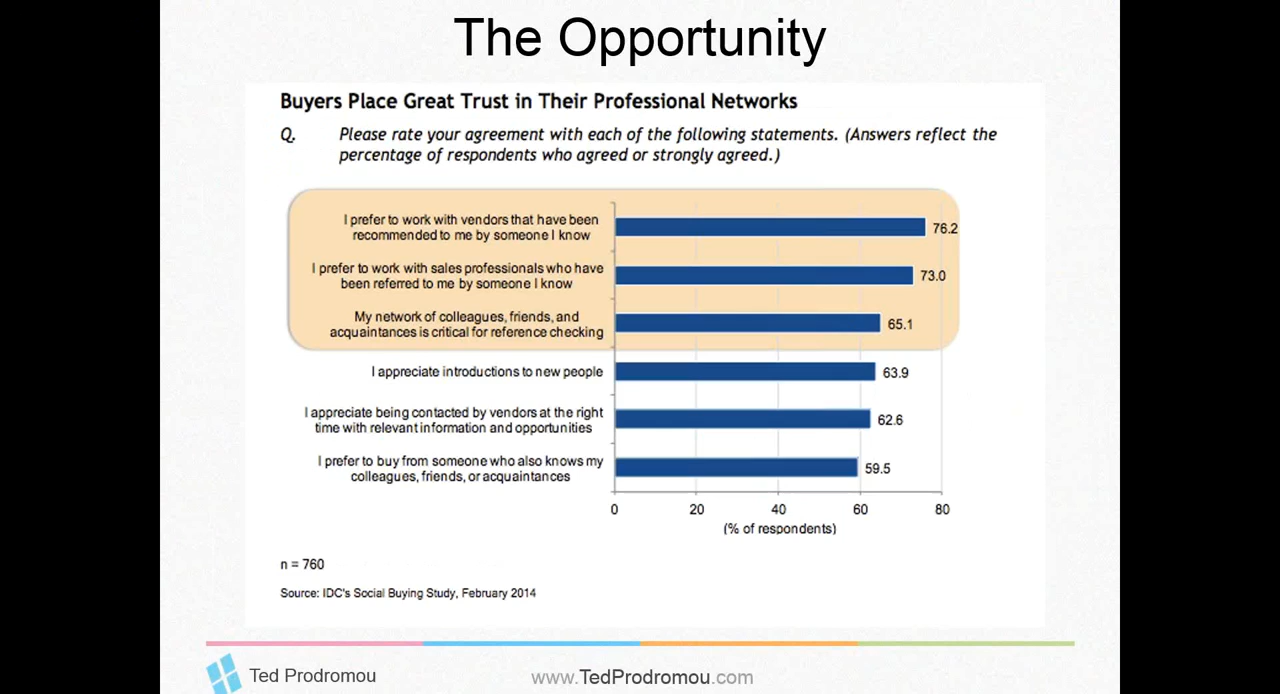 The Opportunity
Buyers Place Great Trust in Their Professional Networks
Q. Please rate your agreement with each of the following statements. (Answers reflect the
percentage of respondents who agreed or strongly agreed.)
I prefer to work with vendors that have been
recommended to me by someone I know
76.2
I prefer to work with sales professionals who have
been referred to me by someone I know
73.0
My network of colleagues, friends, and
acquaintances is critical for reference checking
65.1
I appreciate introductions to new people
63.9
I appreciate being contacted by vendors at the right
time with relevant information and opportunities
62.6
I prefer to buy from someone who also knows my
colleagues, friends, or acquaintances
59.5
0 20 40 60 80
(% of respondents)
n = 760
Source: IDC's Social Buying Study, February 2014
Ted Prodromou
www.TedProdromou.com